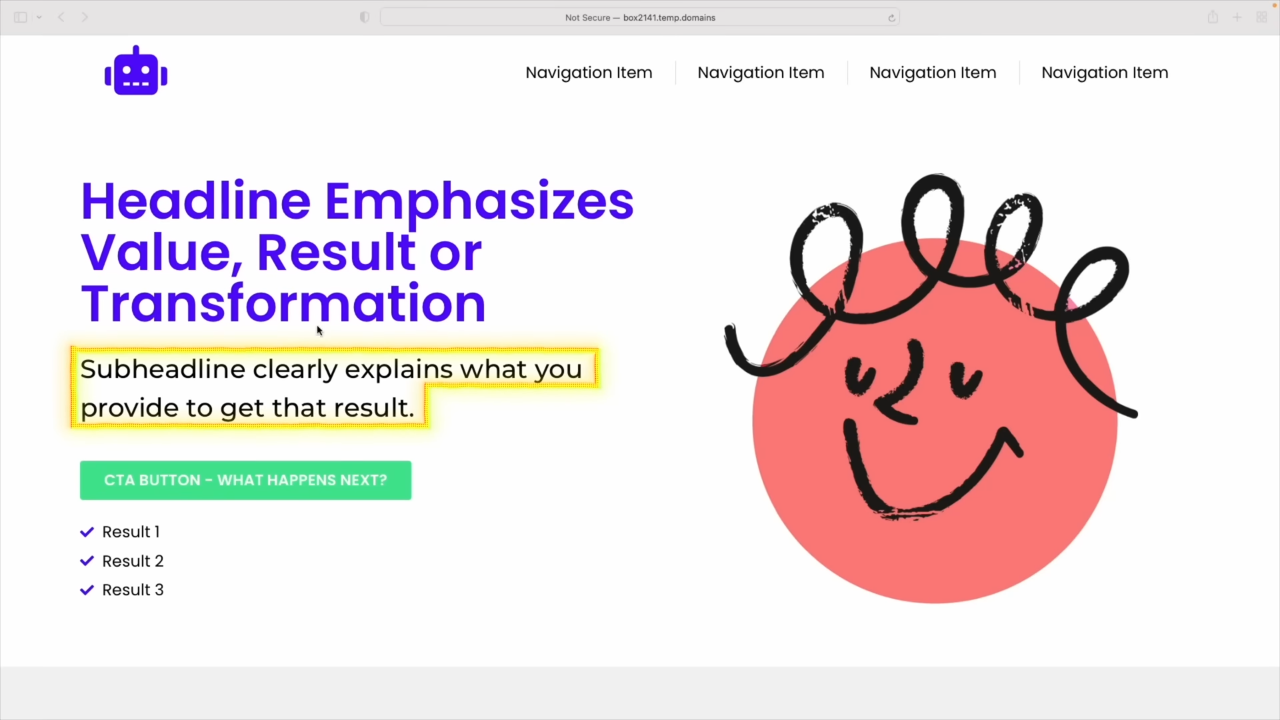 Not Secure — box2141.temp.domains
Navigation Item
Navigation Item
Navigation Item
Navigation Item
Headline Emphasizes
Value, Result or
Transformation
Subheadline clearly explains what you
provide to get that result.
CTA BUTTON - WHAT HAPPENS NEXT?
Result 1
Result 2
Result 3